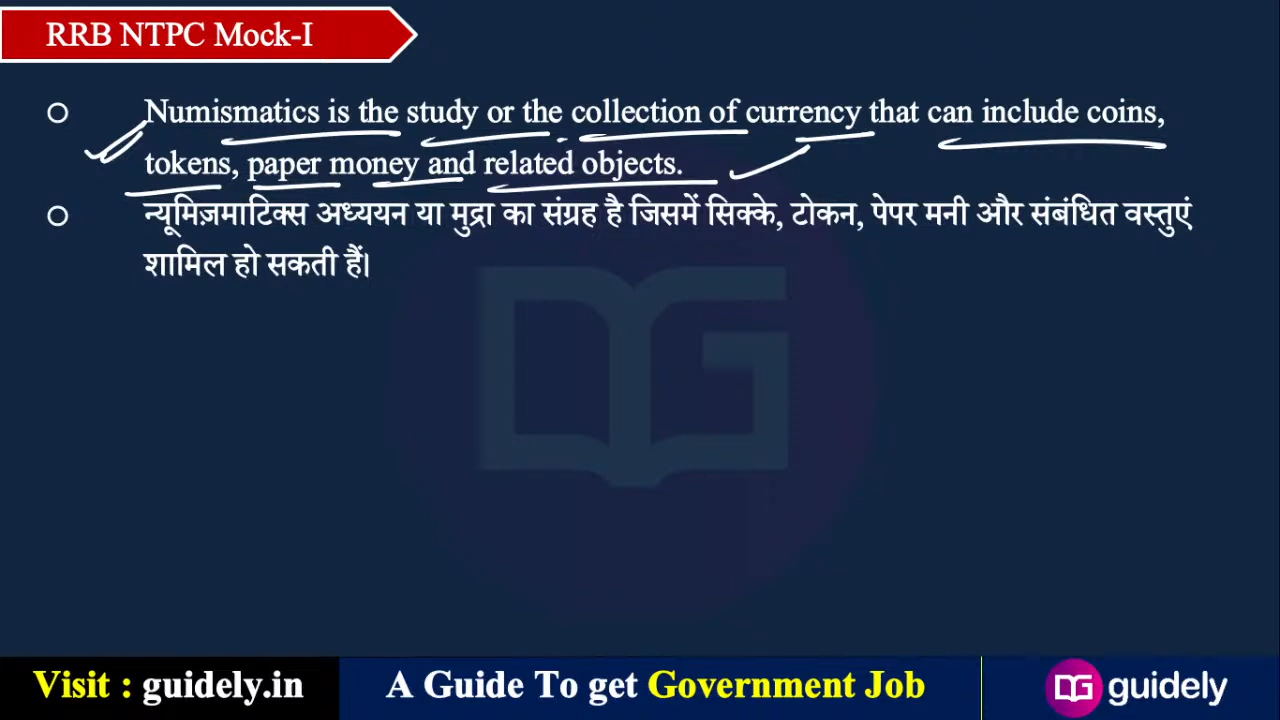 RRB NTPC Mock-I
Numismatics is the study or the collection of currency that can include coins,
tokens, paper money and related objects.
न्यूमिज़माटिक्स अध्ययन या मुद्रा का संग्रह है जिसमें सिक्के, टोकन, पेपर मनी और संबंधित वस्तुएं
शामिल हो सकती हैं।
DG
Visit : guidely.in
A Guide To get Government Job
DG guidely